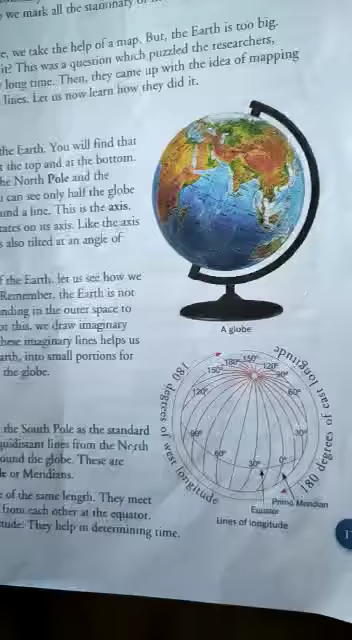 we mark all the stationary
e, we take the help of a map. But, the Earth is too big.
it? This was a question which puzzled the researchers,
long time. Then, they came up with the idea of mapping
lines. Let us now learn how they did it.
the Earth. You will find that
t the top and at the bottom.
he North Pole and the
u can see only half the globe
und a line. This is the axis.
tates on its axis. Like the axis
s also tilted at an angle of
A globe
f the Earth, let us see how we
Remember, the Earth is not
nding in the outer space to
or this, we draw imaginary
hese imaginary lines helps us
arth, into small portions for
the globe.
the South Pole as the standard
quidistant lines from the North
ound the globe. These are
le or Meridians.
e of the same length. They meet
from each other at the equator.
tude. They help in determining time.
180 degrees of west longitude
180 degrees of east longitude
150°
180°
150°
120°
90°
60°
30°
0°
30°
60°
90°
120°
Prime Meridian
Equator
Lines of longitude
1